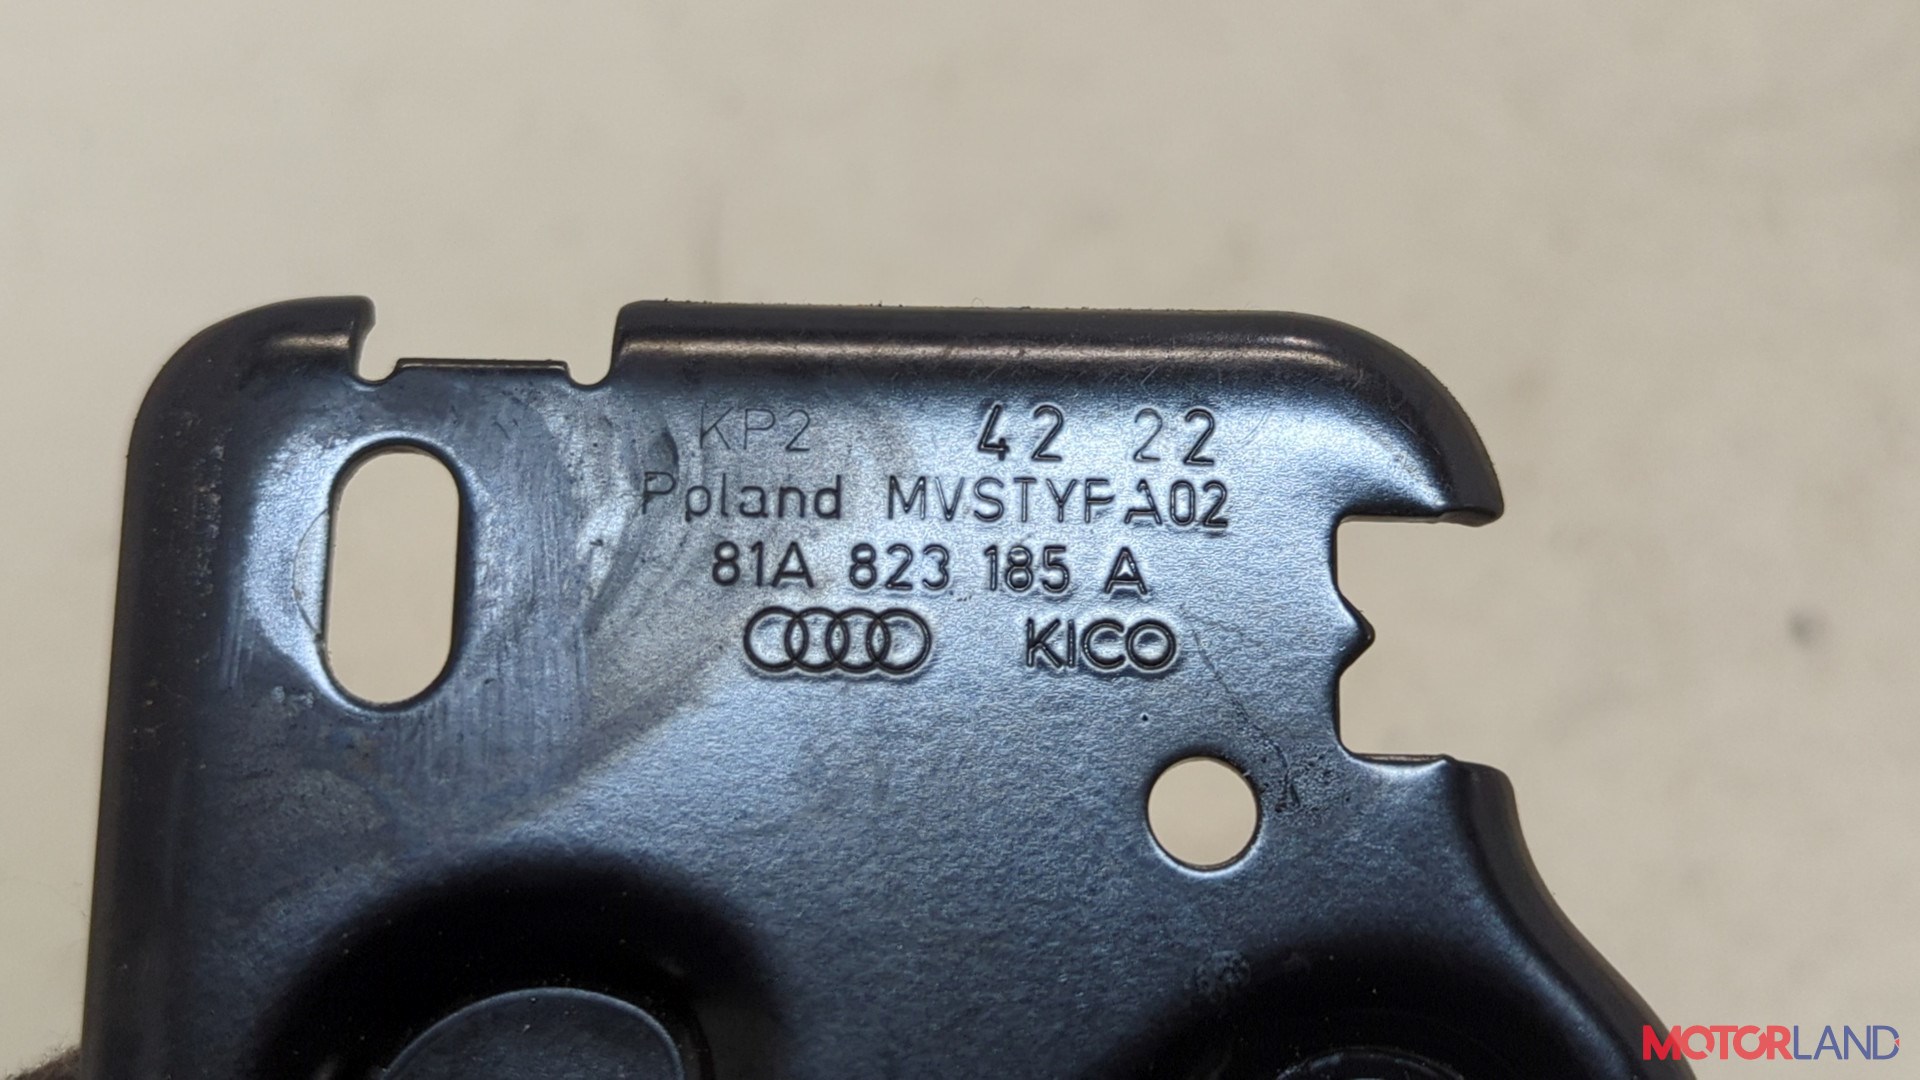 KP2 42 22
Poland MVSTYFA02
81A 823 185 A
KICO
MOTORLAND